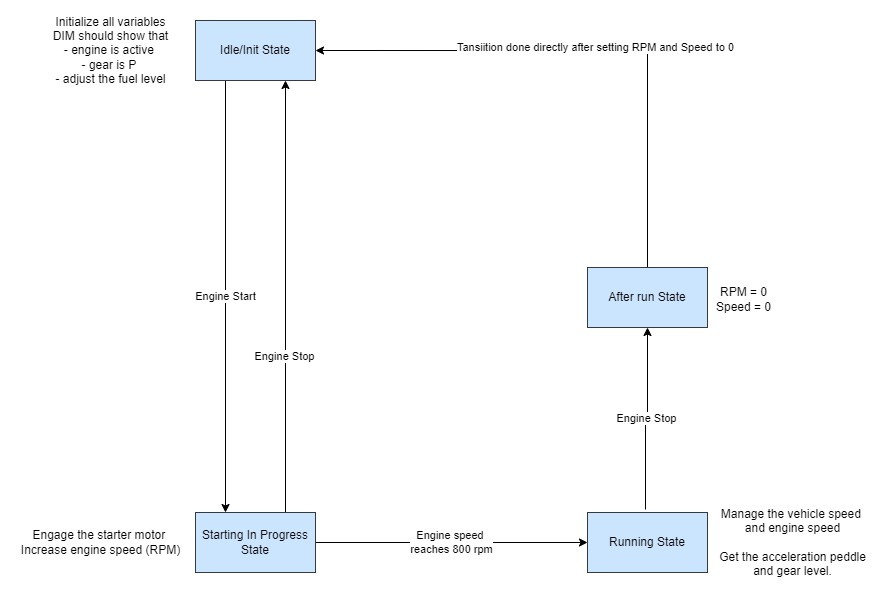 Initialize all variables
DIM should show that
- engine is active
- gear is P
- adjust the fuel level
Idle/Init State
Tansiition done directly after setting RPM and Speed to 0
Engine Start
Engine Stop
After run State
RPM = 0
Speed = 0
Engine Stop
Engage the starter motor
Increase engine speed (RPM)
Starting In Progress
State
Engine speed
reaches 800 rpm
Running State
Manage the vehicle speed
and engine speed
Get the acceleration peddle
and gear level.